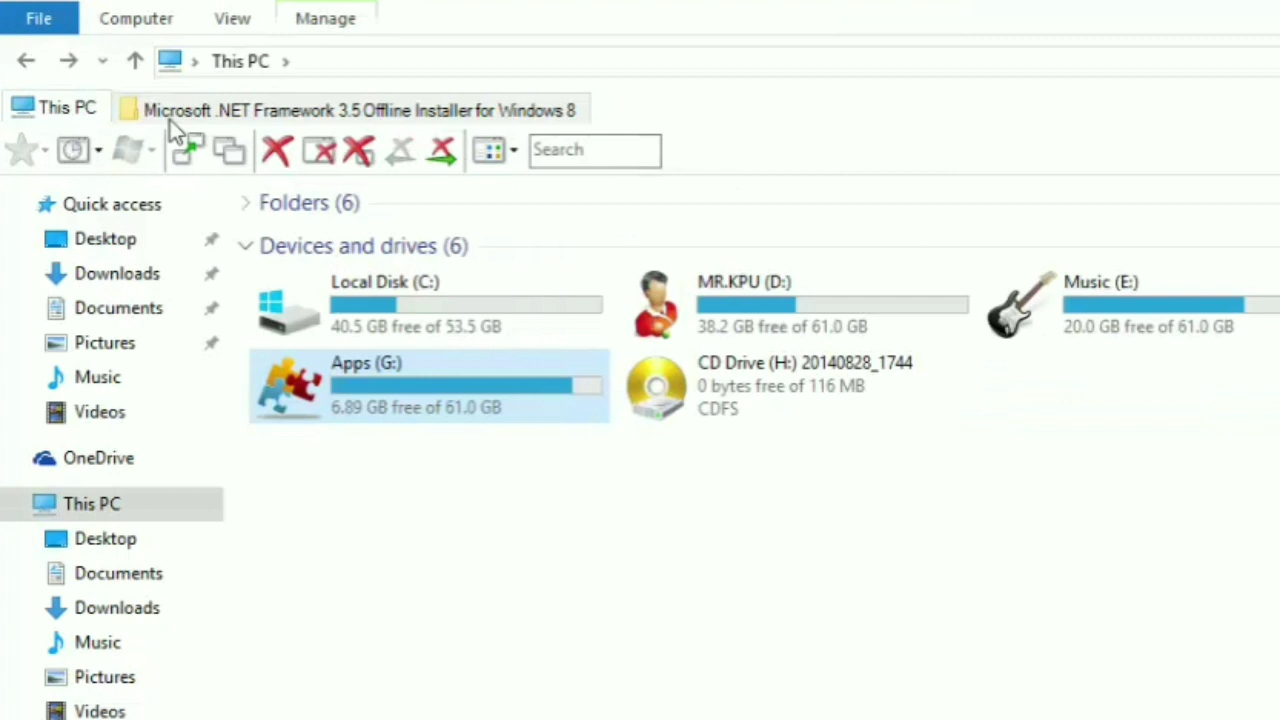 File Computer View Manage
This PC
This PC Microsoft .NET Framework 3.5 Offline Installer for Windows 8
Search
Quick access
Desktop
Downloads
Documents
Pictures
Music
Videos
OneDrive
This PC
Desktop
Documents
Downloads
Music
Pictures
Videos
Folders (6)
Devices and drives (6)
Local Disk (C:)
40.5 GB free of 53.5 GB
MR.KPU (D:)
38.2 GB free of 61.0 GB
Music (E:)
20.0 GB free of 61.0 GB
Apps (G:)
6.89 GB free of 61.0 GB
CD Drive (H:) 20140828_1744
0 bytes free of 116 MB
CDFS